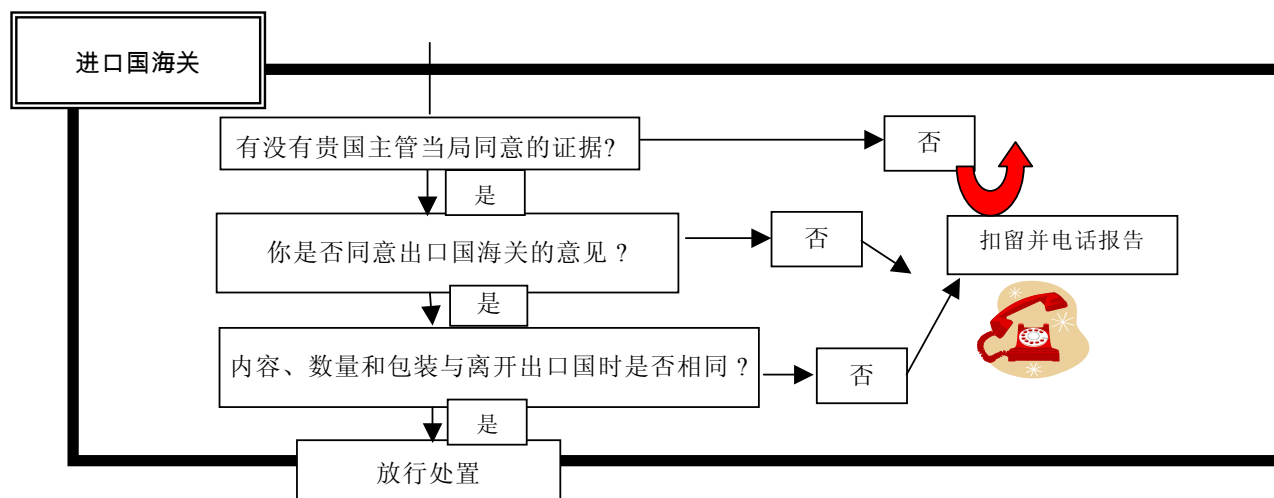 进口国海关
有没有贵国主管当局同意的证据?
否
是
你是否同意出口国海关的意见？
否
扣留并电话报告
是
内容、数量和包装与离开出口国时是否相同？
否
是
放行处置